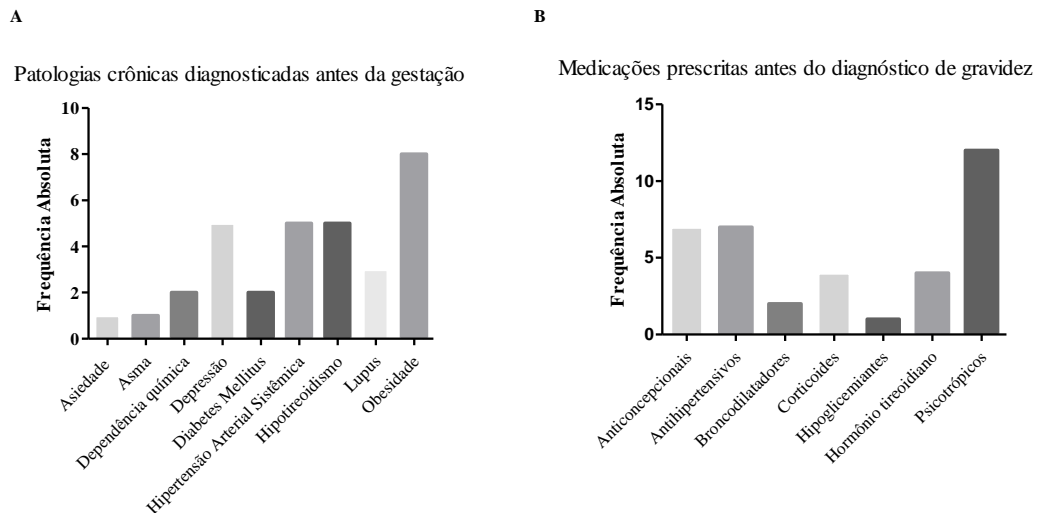 A
Patologias crônicas diagnosticadas antes da gestação
Frequência Absoluta
10
8
6
4
2
0
Asiedade
Asma
Dependência química
Depressão
Diabetes Mellitus
Hipertensão Arterial Sistêmica
Hipotireoidismo
Lupus
Obesidade
B
Medicações prescritas antes do diagnóstico de gravidez
Frequência Absoluta
15
10
5
0
Anticoncepcionais
Antihipertensivos
Broncodilatadores
Corticoides
Hipoglicemiantes
Hormônio tireoidiano
Psicotrópicos